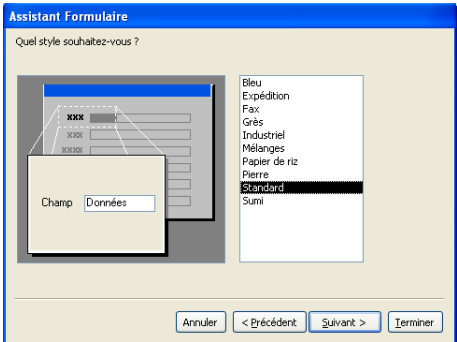 Assistant Formulaire
Quel style souhaitez-vous ?
xxx
xxx
xxxx
Champ Données
Bleu
Expédition
Fax
Grès
Industriel
Mélanges
Papier de riz
Pierre
Standard
Sumi
Annuler < Précédent Suivant > Terminer